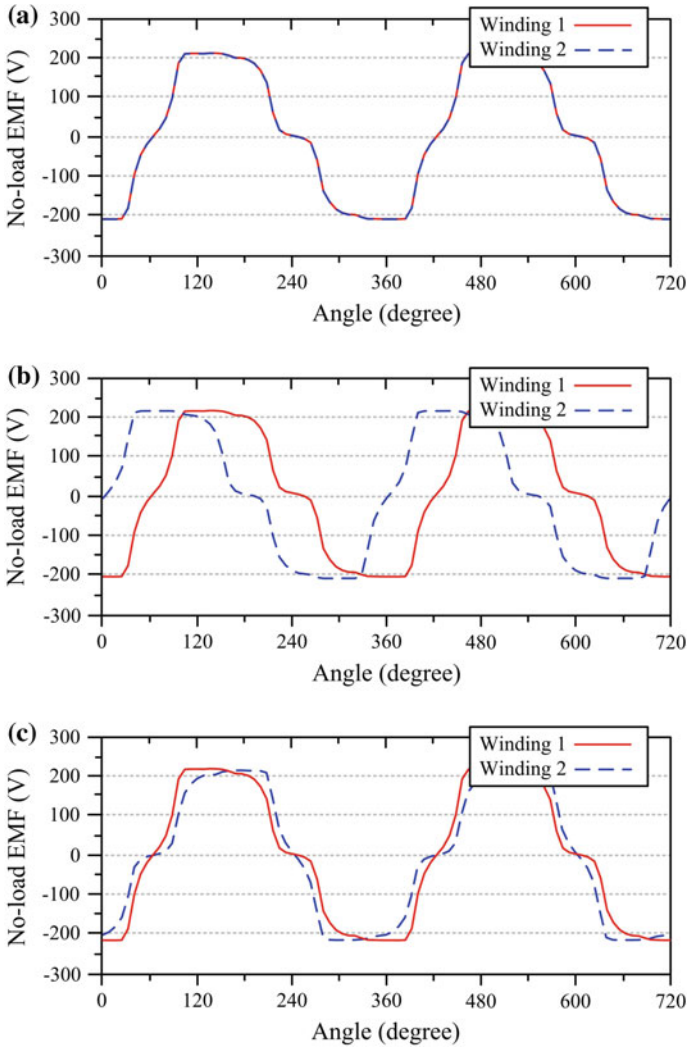 (a)
300
200
100
0
-100
-200
-300
No-load EMF (V)
Winding 1
Winding 2
0 120 240 360 480 600 720
Angle (degree)
(b)
300
200
100
0
-100
-200
-300
No-load EMF (V)
Winding 1
Winding 2
0 120 240 360 480 600 720
Angle (degree)
(c)
300
200
100
0
-100
-200
-300
No-load EMF (V)
Winding 1
Winding 2
0 120 240 360 480 600 720
Angle (degree)